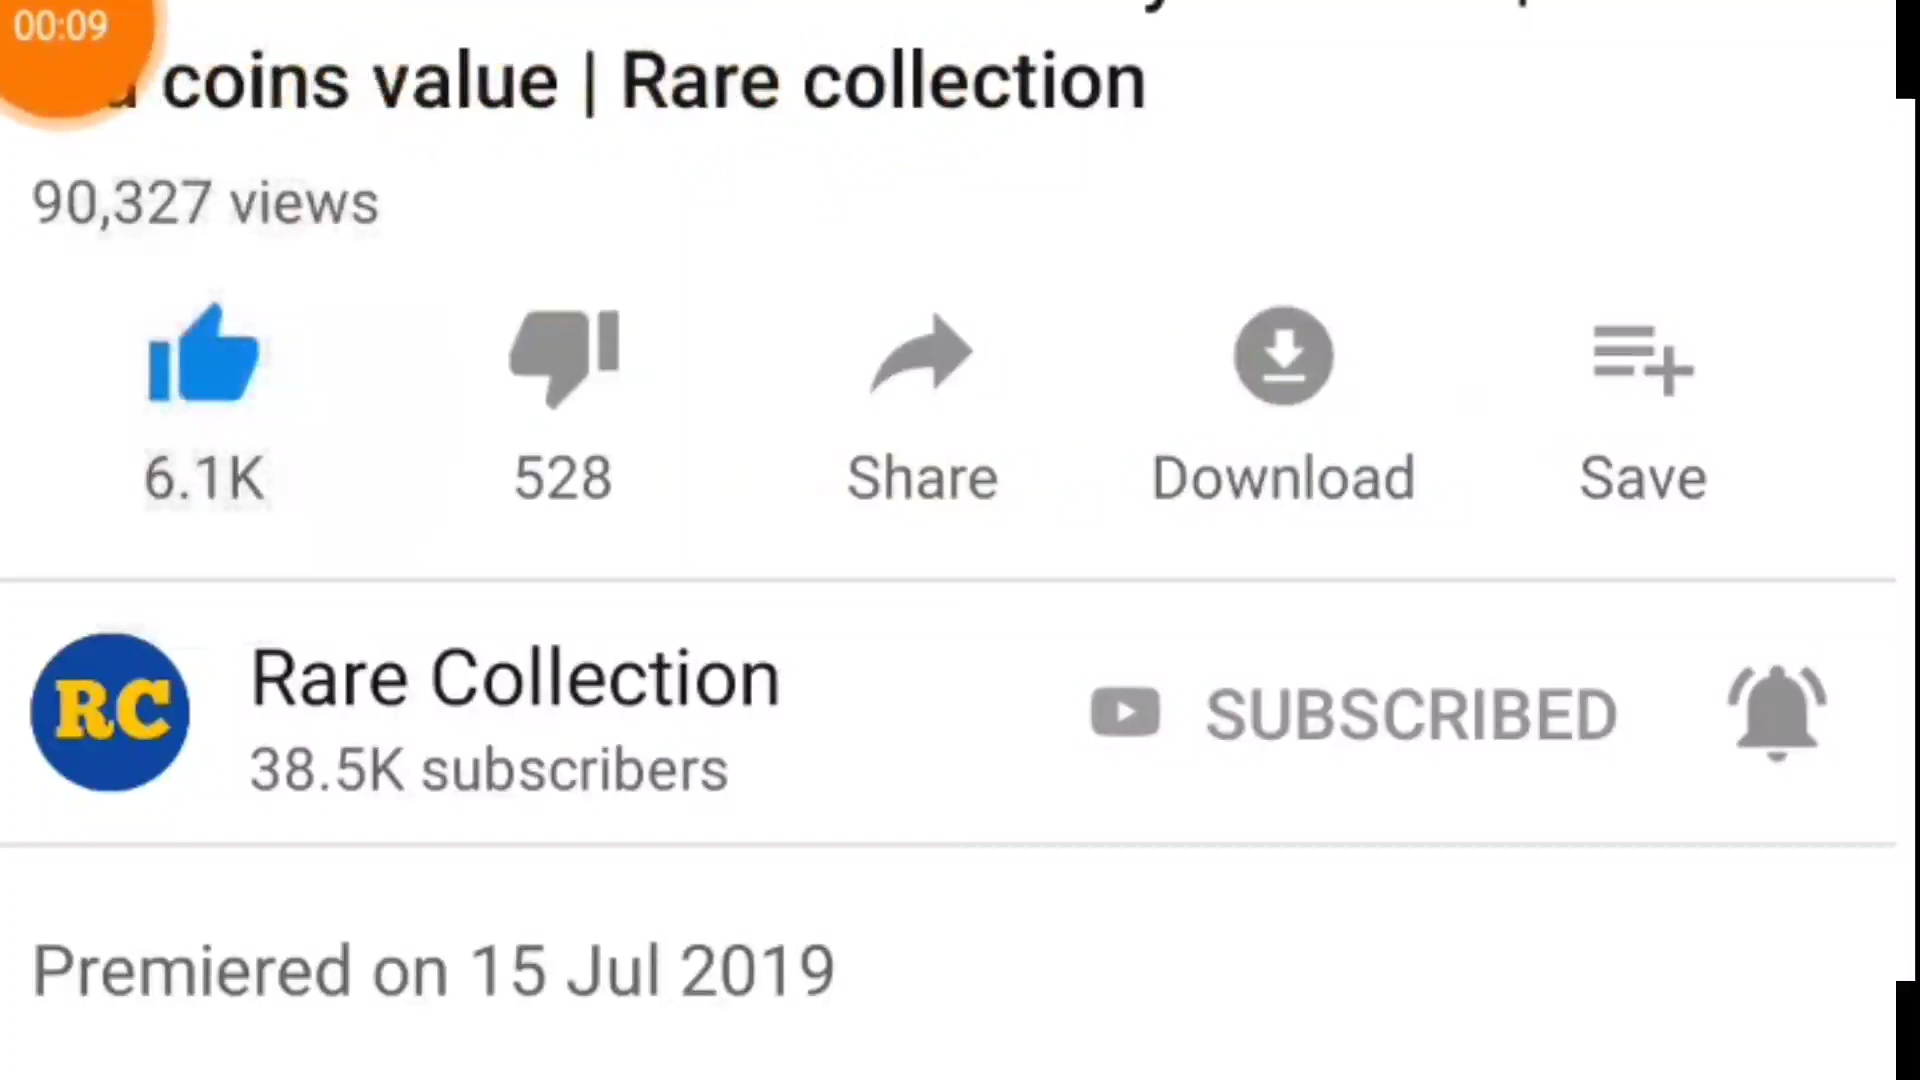 00:09
coins value | Rare collection
90,327 views
6.1K
528
Share
Download
Save
RC
Rare Collection
38.5K subscribers
SUBSCRIBED
Premiered on 15 Jul 2019